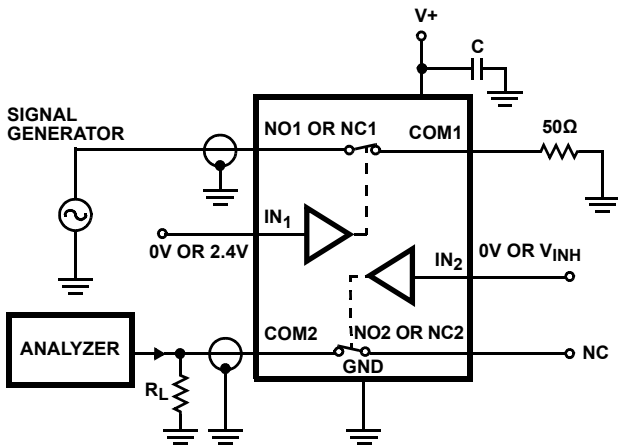 V+
C
SIGNAL
GENERATOR
NO1 OR NC1
COM1
50Ω
IN1
0V OR 2.4V
IN2
0V OR VINH
COM2
NO2 OR NC2
ANALYZER
GND
NC
RL